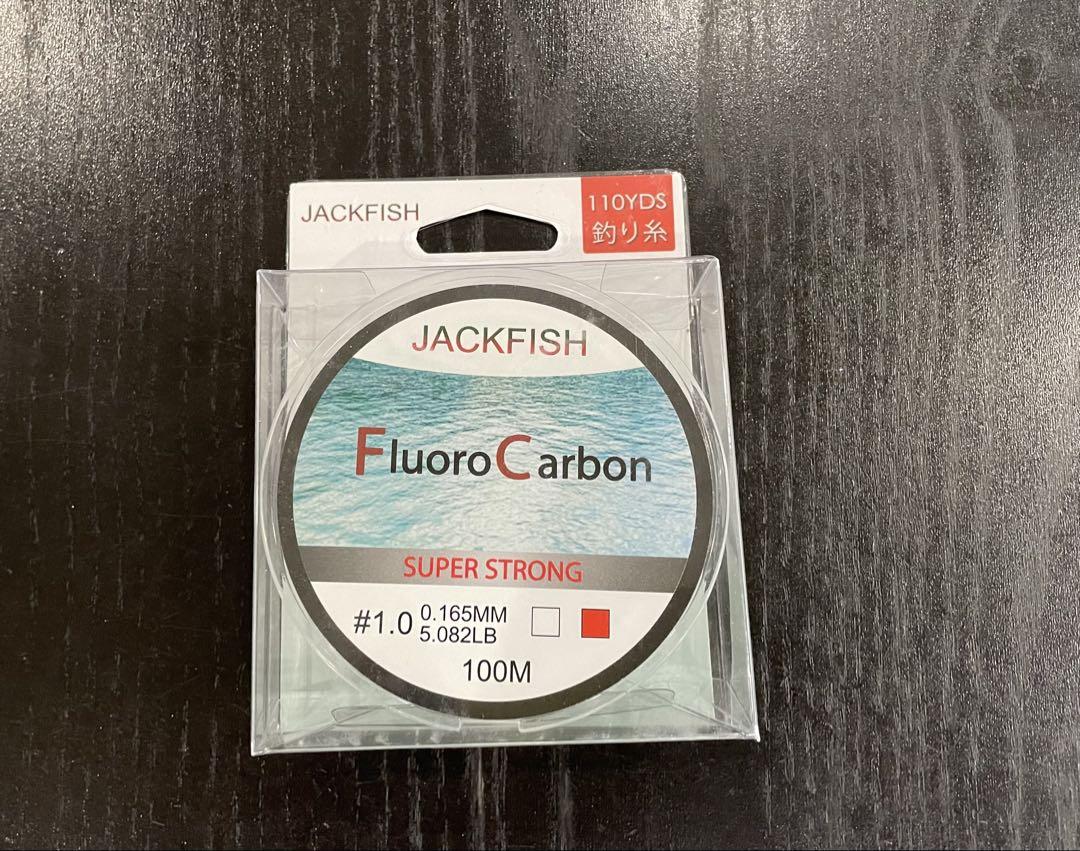 JACKFISH
110YDS
釣り糸
JACKFISH
FluoroCarbon
SUPER STRONG
#1.0 0.165MM
5.082LB
100M